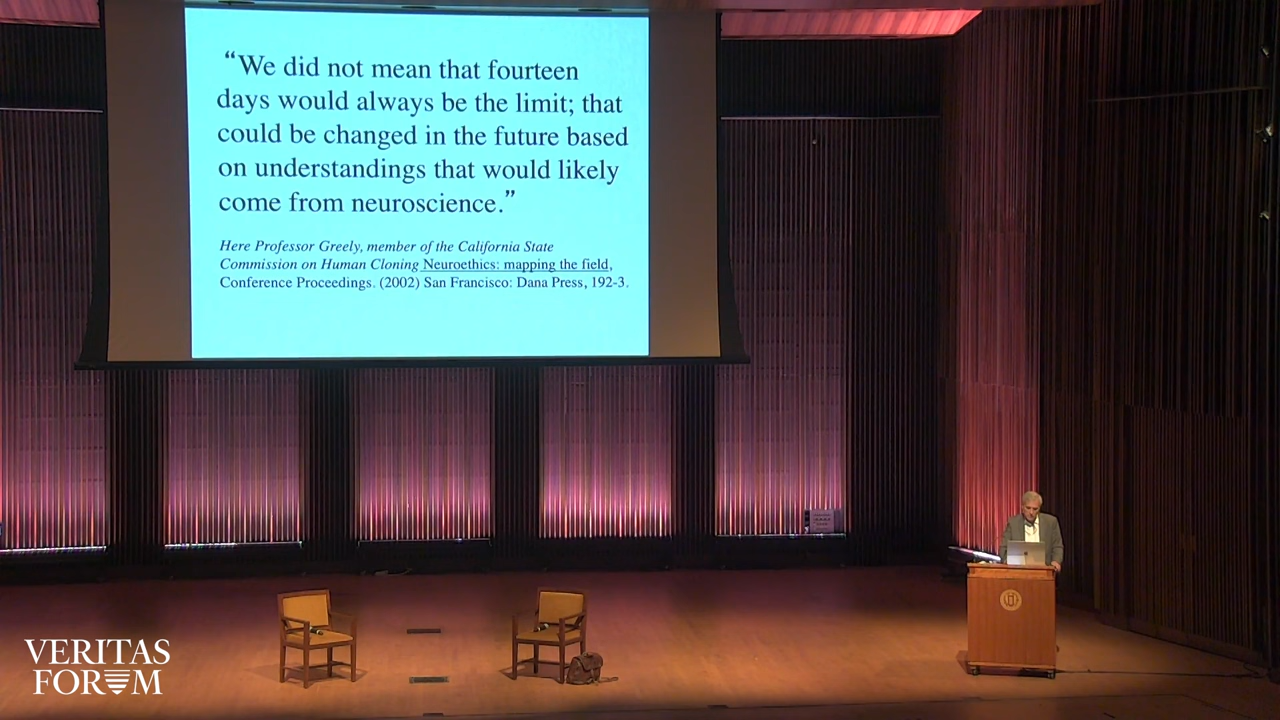 “We did not mean that fourteen
days would always be the limit; that
could be changed in the future based
on understandings that would likely
come from neuroscience.”
Here Professor Greely, member of the California State
Commission on Human Cloning Neuroethics: mapping the field,
Conference Proceedings. (2002) San Francisco: Dana Press, 192-3.
VERITAS
FORUM